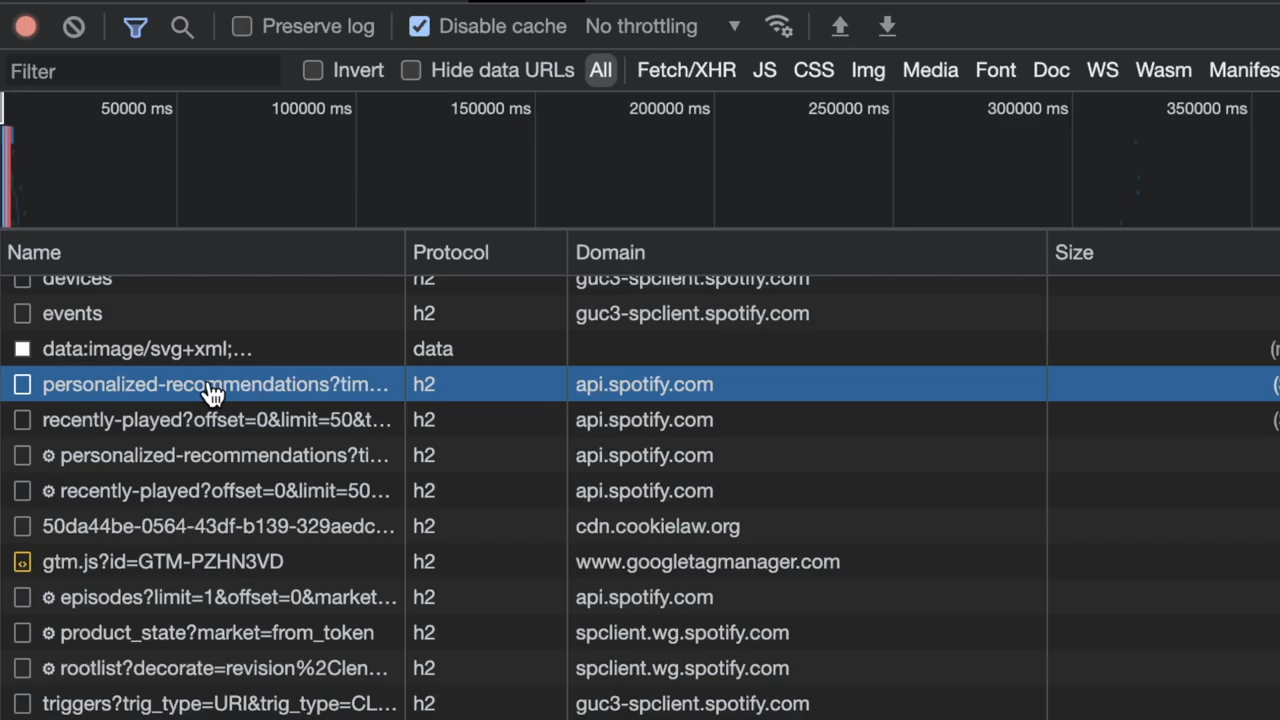 Preserve log Disable cache No throttling
Filter Invert Hide data URLs All Fetch/XHR JS CSS Img Media Font Doc WS Wasm Manifes
50000 ms 100000 ms 150000 ms 200000 ms 250000 ms 300000 ms 350000 ms
Name Protocol Domain Size
devices h2 guc3-spclient.spotify.com
events h2 guc3-spclient.spotify.com
data:image/svg+xml;... data
personalized-recommendations?tim... h2 api.spotify.com
recently-played?offset=0&limit=50&t... h2 api.spotify.com
personalized-recommendations?ti... h2 api.spotify.com
recently-played?offset=0&limit=50... h2 api.spotify.com
50da44be-0564-43df-b139-329aedc... h2 cdn.cookielaw.org
gtm.js?id=GTM-PZHN3VD h2 www.googletagmanager.com
episodes?limit=1&offset=0&market... h2 api.spotify.com
product_state?market=from_token h2 spclient.wg.spotify.com
rootlist?decorate=revision%2Clen... h2 spclient.wg.spotify.com
triggers?trig_type=URI&trig_type=CL... h2 guc3-spclient.spotify.com